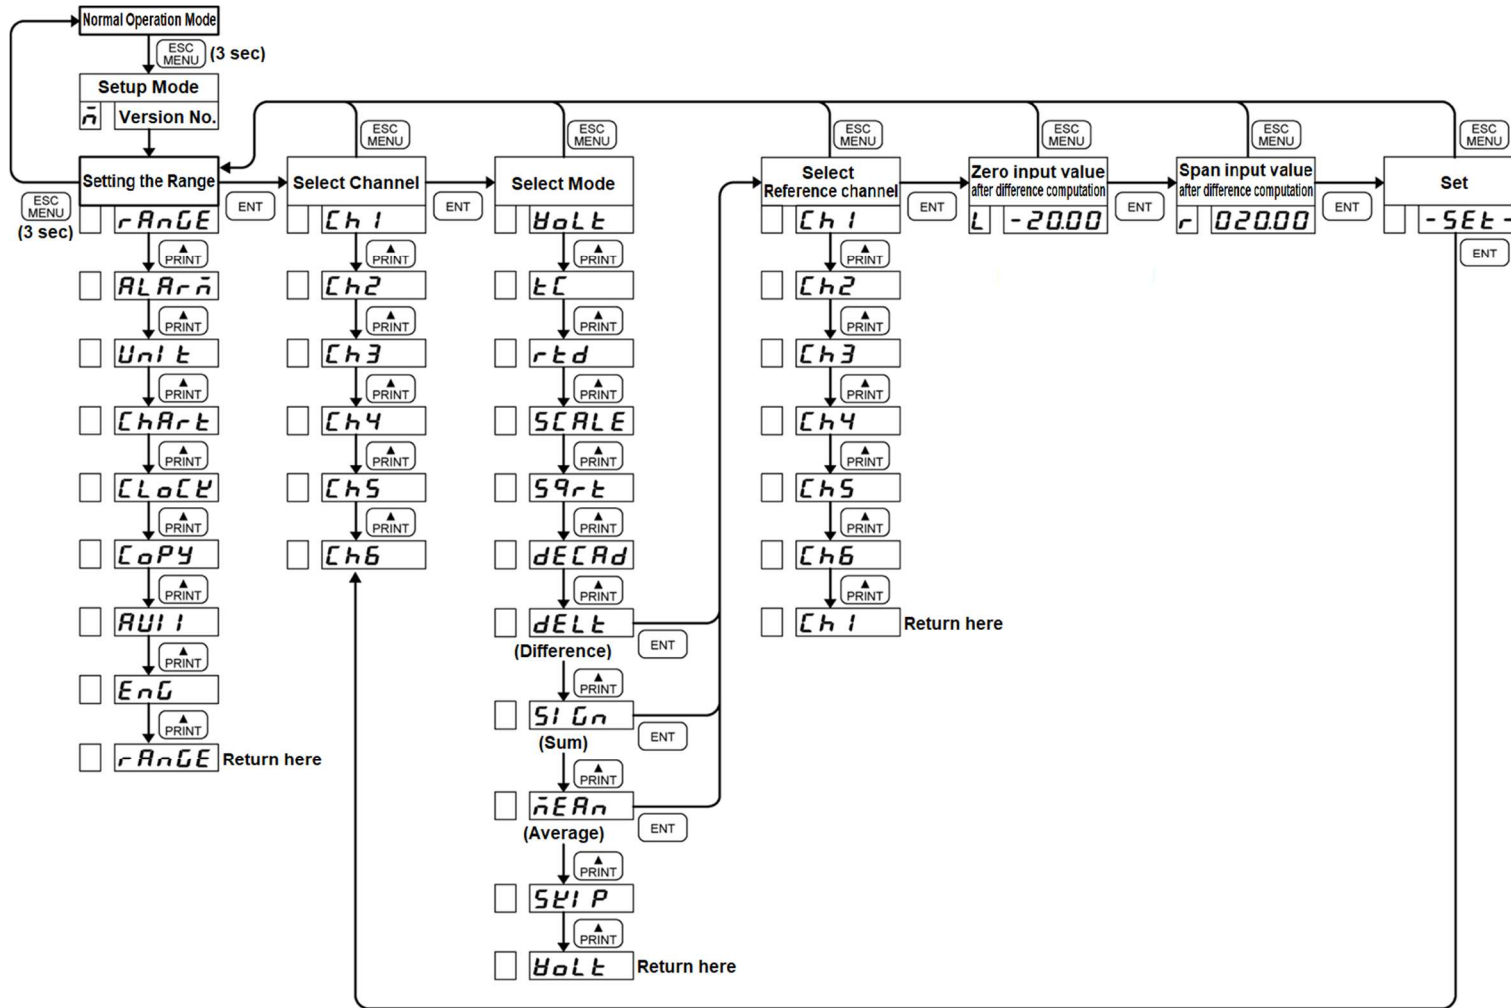 Normal Operation Mode
ESC MENU (3 sec)
Setup Mode
Version No.
Setting the Range
ESC MENU
(3 sec)
rAnGE
▲ PRINT
ALArm
▲ PRINT
UnIt
▲ PRINT
ChArt
▲ PRINT
CLoCK
▲ PRINT
CoPY
▲ PRINT
AUI1
▲ PRINT
EnG
▲ PRINT
rAnGE Return here
ENT
ESC MENU
Select Channel
Ch1
▲ PRINT
Ch2
▲ PRINT
Ch3
▲ PRINT
Ch4
▲ PRINT
Ch5
▲ PRINT
Ch6
ENT
ESC MENU
Select Mode
VoLt
▲ PRINT
tC
▲ PRINT
rtd
▲ PRINT
SCALE
▲ PRINT
Sqrt
▲ PRINT
dECAd
▲ PRINT
dELt
ENT
(Difference)
▲ PRINT
SIGn
ENT
(Sum)
▲ PRINT
mEAn
ENT
(Average)
▲ PRINT
SKIP
▲ PRINT
VoLt Return here
ESC MENU
Select
Reference channel
Ch1
▲ PRINT
Ch2
▲ PRINT
Ch3
▲ PRINT
Ch4
▲ PRINT
Ch5
▲ PRINT
Ch6
▲ PRINT
Ch1 Return here
ENT
ESC MENU
Zero input value
after difference computation
L -20.00
ENT
ESC MENU
Span input value
after difference computation
r 020.00
ENT
ESC MENU
Set
-SEt-
ENT